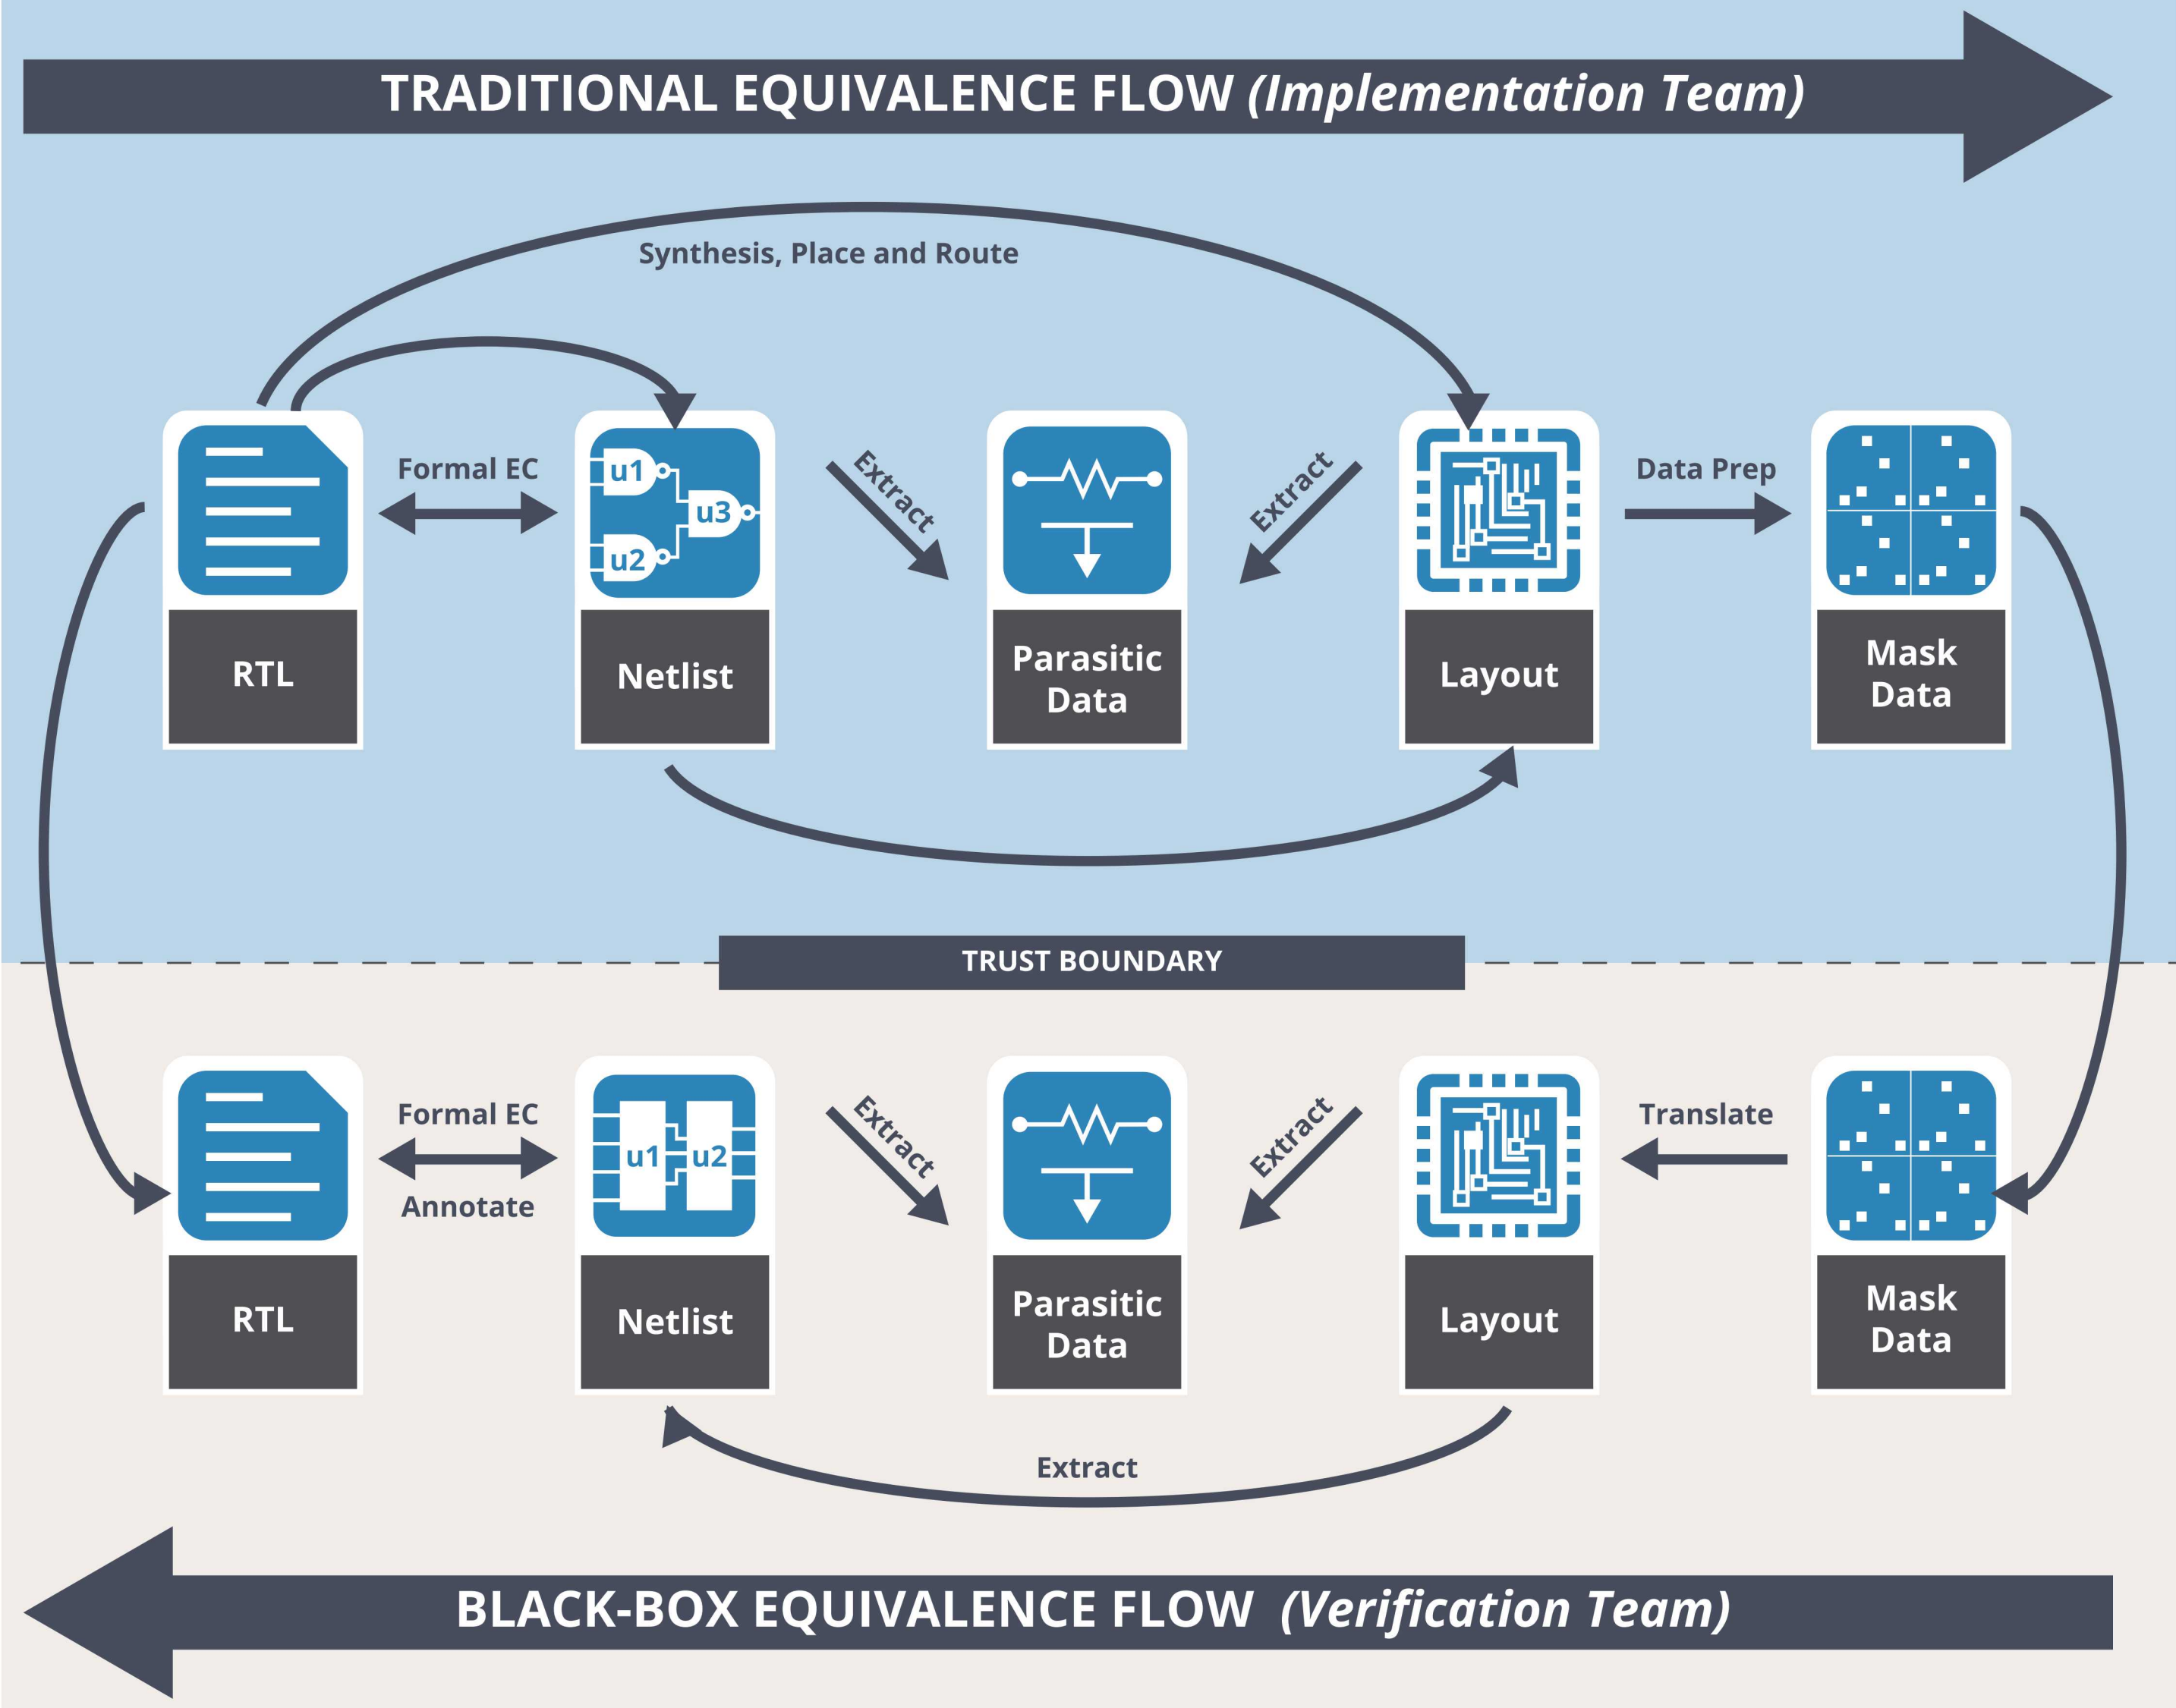 TRADITIONAL EQUIVALENCE FLOW (Implementation Team)
Synthesis, Place and Route
Formal EC
u1
u3
u2
Extract
Extract
Data Prep
RTL
Netlist
Parasitic
Data
Layout
Mask
Data
TRUST BOUNDARY
Formal EC
Annotate
u1
u2
Extract
Extract
Translate
RTL
Netlist
Parasitic
Data
Layout
Mask
Data
Extract
BLACK-BOX EQUIVALENCE FLOW (Verification Team)